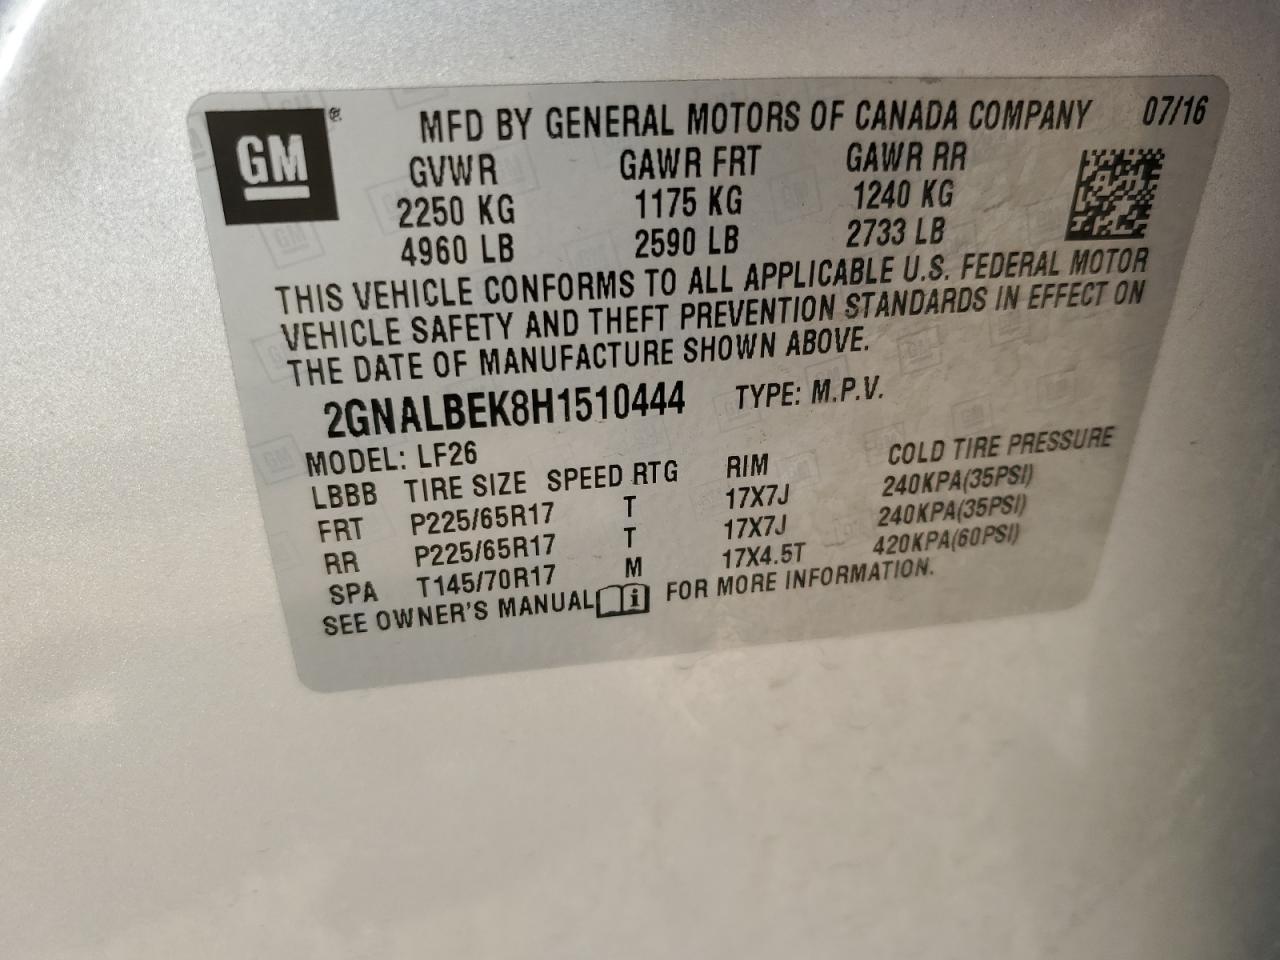 GM ® MFD BY GENERAL MOTORS OF CANADA COMPANY 07/16
GVWR GAWR FRT GAWR RR
2250 KG 1175 KG 1240 KG
4960 LB 2590 LB 2733 LB
THIS VEHICLE CONFORMS TO ALL APPLICABLE U.S. FEDERAL MOTOR
VEHICLE SAFETY AND THEFT PREVENTION STANDARDS IN EFFECT ON
THE DATE OF MANUFACTURE SHOWN ABOVE.
2GNALBEK8H1510444 TYPE: M.P.V.
MODEL: LF26
LBBB TIRE SIZE SPEED RTG RIM COLD TIRE PRESSURE
FRT P225/65R17 T 17X7J 240KPA(35PSI)
RR P225/65R17 T 17X7J 240KPA(35PSI)
SPA T145/70R17 M 17X4.5T 420KPA(60PSI)
SEE OWNER'S MANUAL i FOR MORE INFORMATION.